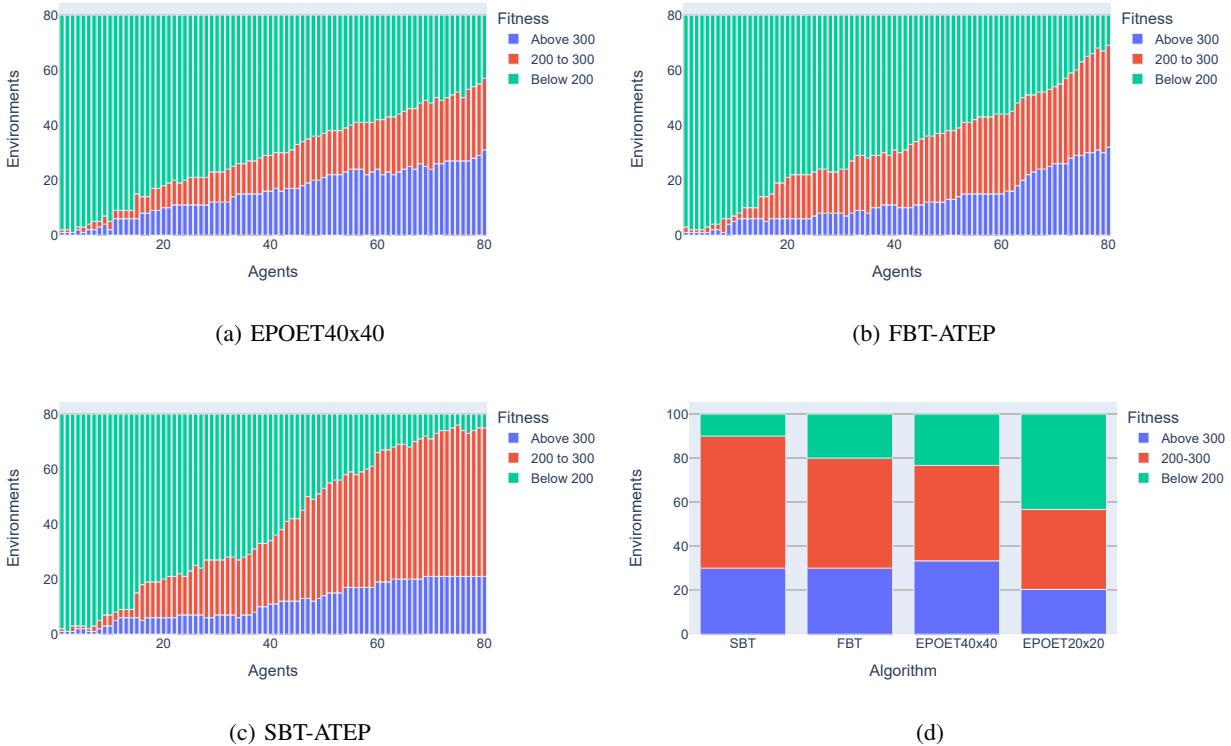 80
60
40
20
0
Environments
20
40
60
80
Agents
Fitness
Above 300
200 to 300
Below 200
(a) EPOET40x40
80
60
40
20
0
Environments
20
40
60
80
Agents
Fitness
Above 300
200 to 300
Below 200
(b) FBT-ATEP
80
60
40
20
0
Environments
20
40
60
80
Agents
Fitness
Above 300
200 to 300
Below 200
(c) SBT-ATEP
100
80
60
40
20
0
Environments
SBT
FBT
EPOET40x40
EPOET20x20
Algorithm
Fitness
Above 300
200-300
Below 200
(d)